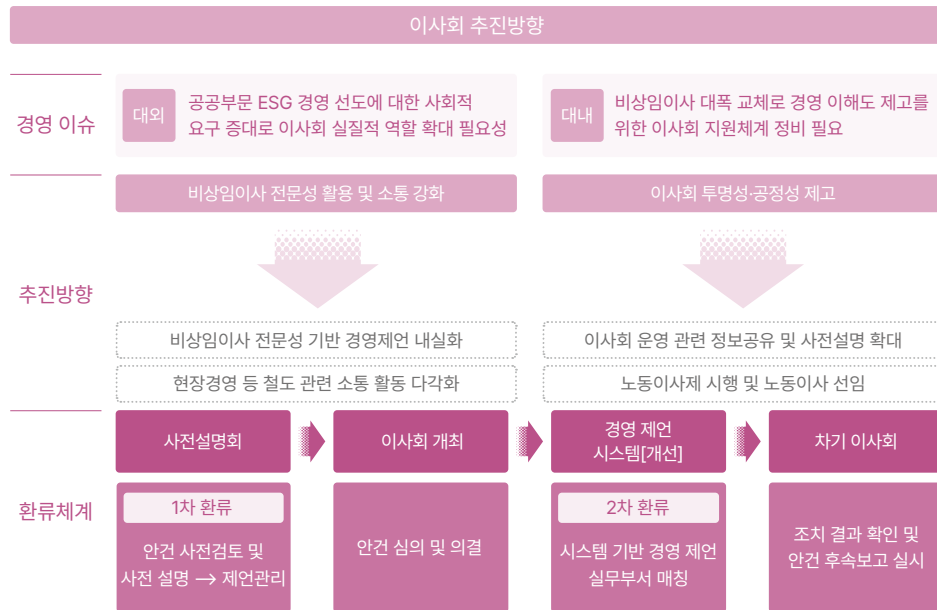 이사회 추진방향
경영 이슈
대외
공공부문 ESG 경영 선도에 대한 사회적
요구 증대로 이사회 실질적 역할 확대 필요성
대내
비상임이사 대폭 교체로 경영 이해도 제고를
위한 이사회 지원체계 정비 필요
추진방향
비상임이사 전문성 활용 및 소통 강화
이사회 투명성·공정성 제고
비상임이사 전문성 기반 경영제언 내실화
이사회 운영 관련 정보공유 및 사전설명 확대
현장경영 등 철도 관련 소통 활동 다각화
노동이사제 시행 및 노동이사 선임
환류체계
사전설명회
이사회 개최
경영 제언
시스템[개선]
차기 이사회
1차 환류
안건 사전검토 및
사전 설명 → 제언관리
안건 심의 및 의결
2차 환류
시스템 기반 경영 제언
실무부서 매칭
조치 결과 확인 및
안건 후속보고 실시